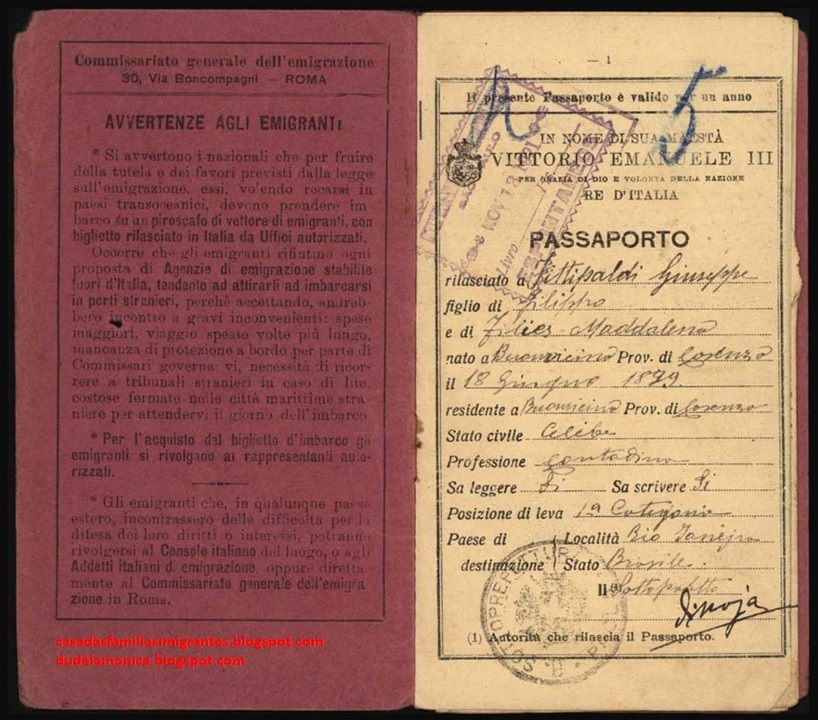 Commissariato generale dell'emigrazione
30, Via Boncompagni — ROMA
AVVERTENZE AGLI EMIGRANTI
* Si avvertono i nazionali che per fruire
della tutela e dei favori previsti dalla legge
sull'emigrazione, essi, volendo recarsi in
paesi transoceanici, devono prendere im-
barco su un piroscafo di vettore di emigranti, con
biglietto rilasciato in Italia da Uffici autorizzati.
Occorre che gli emigranti rifiutino ogni
proposta di Agenzie di emigrazione stabilite
fuori d'Italia, tendente ad attirarli ad imbarcarsi
in porti stranieri, perchè accettando, andreb-
bero incontro a gravi inconvenienti: spese
maggiori, viaggio spesse volte più lungo,
mancanza di protezione a bordo per parte di
Commissari governativi, necessità di ricor-
rere a tribunali stranieri in caso di lite,
costose fermate nelle città marittime stra-
niere per attendervi il giorno dell'imbarco
* Per l'acquisto del biglietto d'imbarco gli
emigranti si rivolgano ai rappresentanti auto-
rizzati.
* Gli emigranti che, in qualunque paese
estero, incontrassero delle difficoltà per la
difesa dei loro diritti o interessi, potranno
rivolgersi al Console italiano del luogo, o agli
Addetti italiani d. emigrazione, oppure diretta
mente al Commissariato generale dell'emigra
zione in Roma.
casadasfamiliasimigrantes.blogspot.com
dudelamonica.blogspot.com
— 1
Il presente Passaporto è valido per un anno
5
IN NOME DI SUA MAESTÀ
VITTORIO EMANUELE III
PER GRAZIA DI DIO E VOLONTÀ DELLA NAZIONE
RE D'ITALIA
NOV 13 1921
Livro
PASSAPORTO
rilasciato a Fittipaldi Giuseppe
figlio di Filippo
e di Maddalena
nato a Buonvicino Prov. di Cosenza
il 18 Giugno 1879
residente a Buonvicino Prov. di Cosenza
Stato civile Celibe
Professione Contadino
Sa leggere Si Sa scrivere Si
Posizione di leva 1a Categoria
Paese di destinazione
Località Rio Janejro
Stato Brasile
Il (1) Sottoprefetto
SOTTOPREFETTURA
(1) Autorità che rilascia il Passaporto.